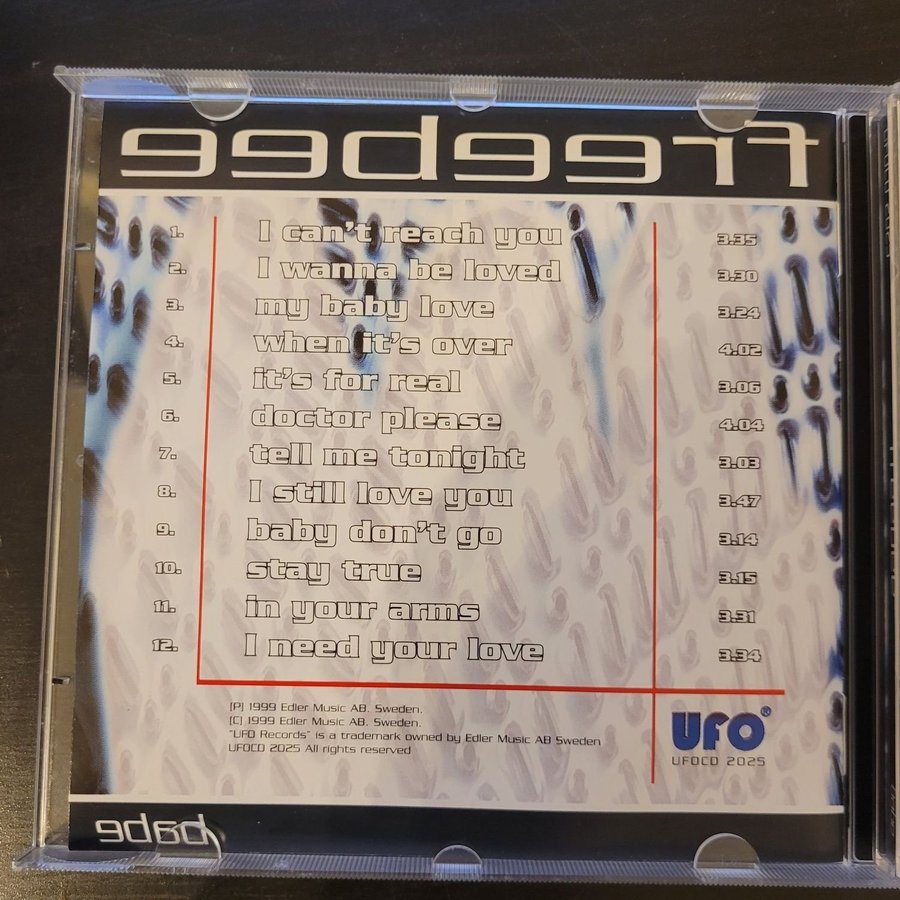 freebee
1. I can't reach you 3.35
2. I wanna be loved 3.30
3. my baby love 3.24
4. when it's over 4.02
5. it's for real 3.06
6. doctor please 4.04
7. tell me tonight 3.03
8. I still love you 3.47
9. baby don't go 3.14
10. stay true 3.15
11. in your arms 3.31
12. I need your love 3.34
[P] 1999 Edler Music AB. Sweden.
[C] 1999 Edler Music AB. Sweden.
"UFO Records" is a trademark owned by Edler Music AB Sweden
UFOCD 2025 All rights reserved
UFO®
UFOCD 2025
babe